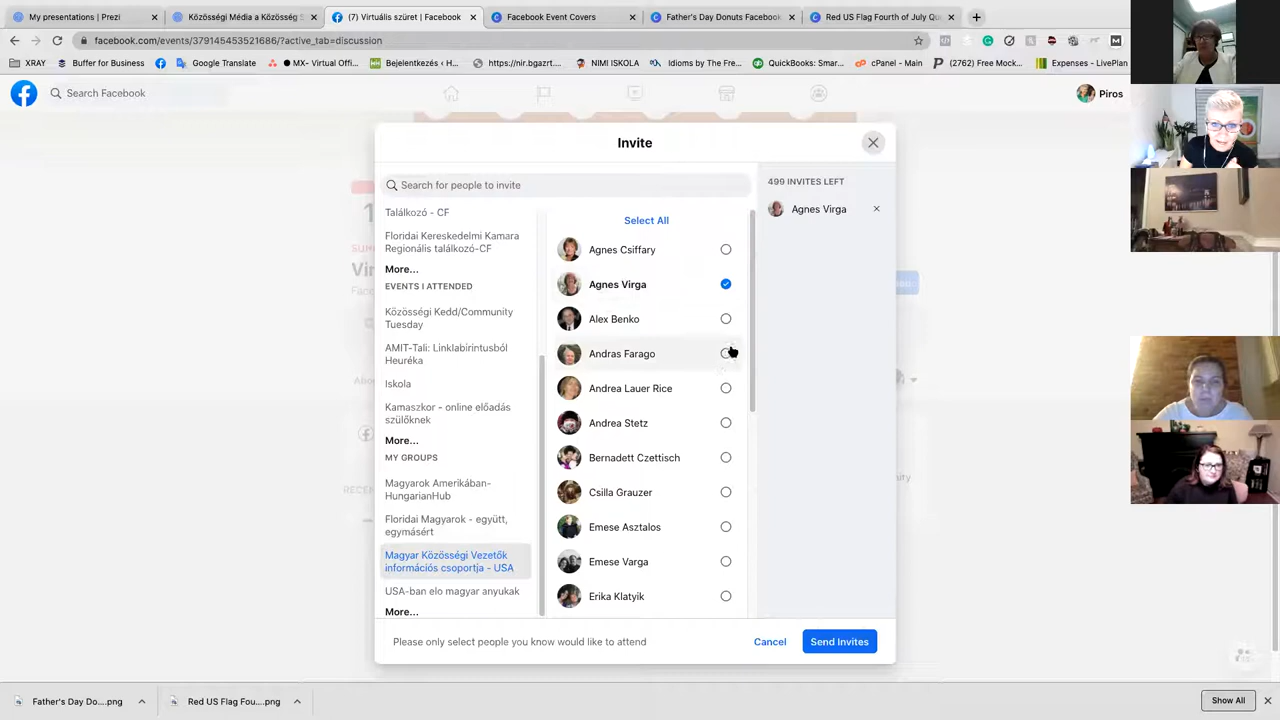 My presentations | Prezi
Közösségi Média a Közösség S
(7) Virtuális szüret | Facebook
Facebook Event Covers
Father's Day Donuts Facebook
Red US Flag Fourth of July Qu
facebook.com/events/379145453521686/?active_tab=discussion
XRAY
Buffer for Business
Google Translate
MX- Virtual Offi...
Bejelentkezés ‹ H...
https://nir.bgazrt....
NIMI ISKOLA
Idioms by The Fre...
QuickBooks: Smar...
cPanel - Main
(2762) Free Mock...
Expenses - LivePlan
Search Facebook
Piros
Invite
Search for people to invite
499 INVITES LEFT
Agnes Virga
Találkozó - CF
Floridai Kereskedelmi Kamara
Regionális találkozó-CF
More...
EVENTS I ATTENDED
Közösségi Kedd/Community
Tuesday
AMIT-Tali: Linklabirintusból
Heuréka
Iskola
Kamaszkor - online előadás
szülőknek
More...
MY GROUPS
Magyarok Amerikában-
HungarianHub
Floridai Magyarok - együtt,
egymásért
Magyar Közösségi Vezetők
információs csoportja - USA
USA-ban elo magyar anyukak
More...
Select All
Agnes Csiffary
Agnes Virga
Alex Benko
Andras Farago
Andrea Lauer Rice
Andrea Stetz
Bernadett Czettisch
Csilla Grauzer
Emese Asztalos
Emese Varga
Erika Klatyik
Please only select people you know would like to attend
Cancel
Send Invites
Father's Day Do....png
Red US Flag Fou....png
Show All